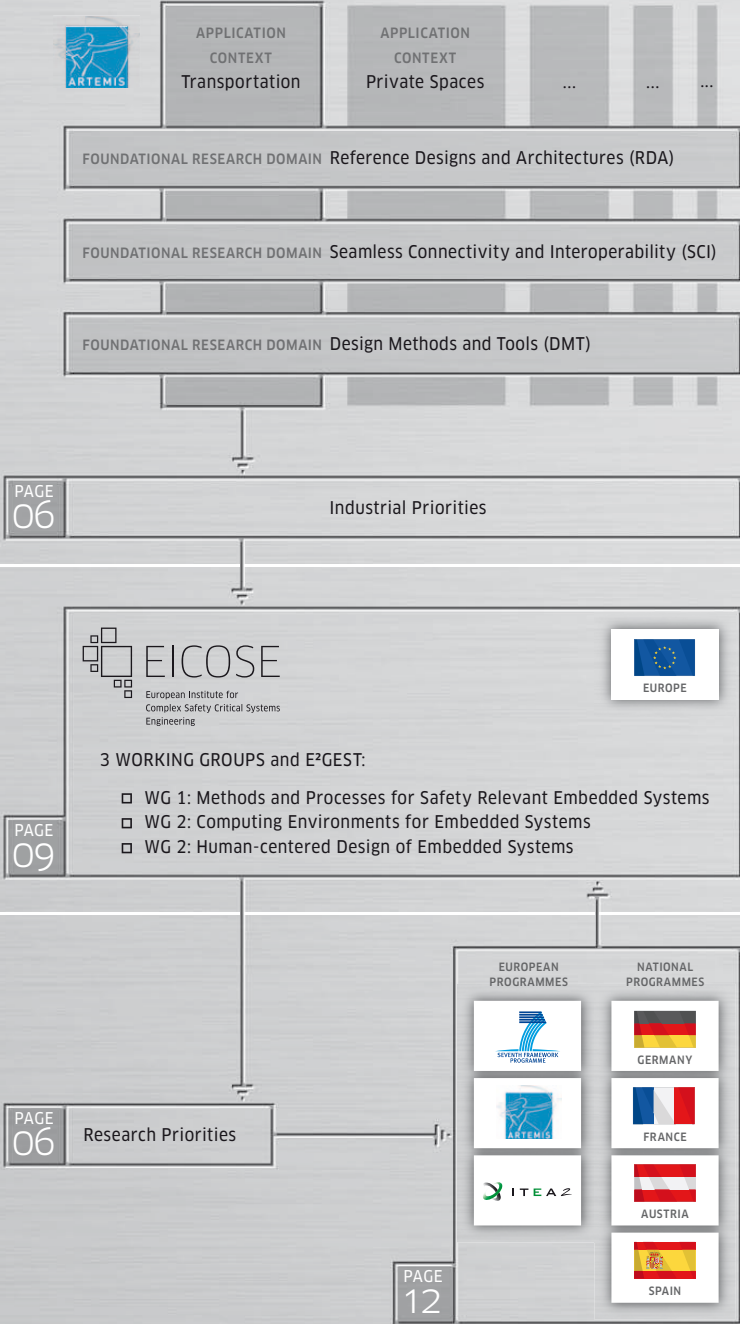 ARTEMIS
APPLICATION
CONTEXT
Transportation
APPLICATION
CONTEXT
Private Spaces
...
...
...
FOUNDATIONAL RESEARCH DOMAIN Reference Designs and Architectures (RDA)
FOUNDATIONAL RESEARCH DOMAIN Seamless Connectivity and Interoperability (SCI)
FOUNDATIONAL RESEARCH DOMAIN Design Methods and Tools (DMT)
PAGE
06
Industrial Priorities
EICOSE
European Institute for
Complex Safety Critical Systems
Engineering
EUROPE
3 WORKING GROUPS and E²GEST:
WG 1: Methods and Processes for Safety Relevant Embedded Systems
WG 2: Computing Environments for Embedded Systems
WG 2: Human-centered Design of Embedded Systems
PAGE
09
PAGE
06
Research Priorities
EUROPEAN
PROGRAMMES
7
SEVENTH FRAMEWORK
PROGRAMME
ARTEMIS
ITEA2
NATIONAL
PROGRAMMES
GERMANY
FRANCE
AUSTRIA
SPAIN
PAGE
12